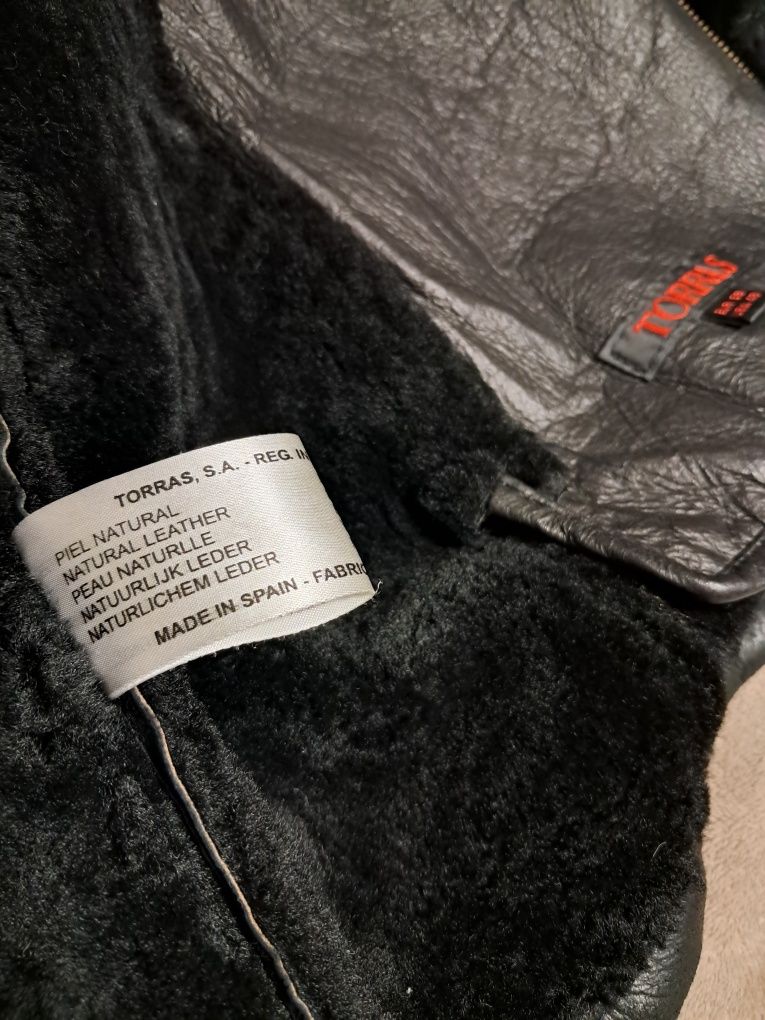 TORRAS
TORRAS, S.A. - REG. IN
PIEL NATURAL
NATURAL LEATHER
PEAU NATURLLE
NATUURLIJK LEDER
NATURLICHEM LEDER
MADE IN SPAIN - FABRIC